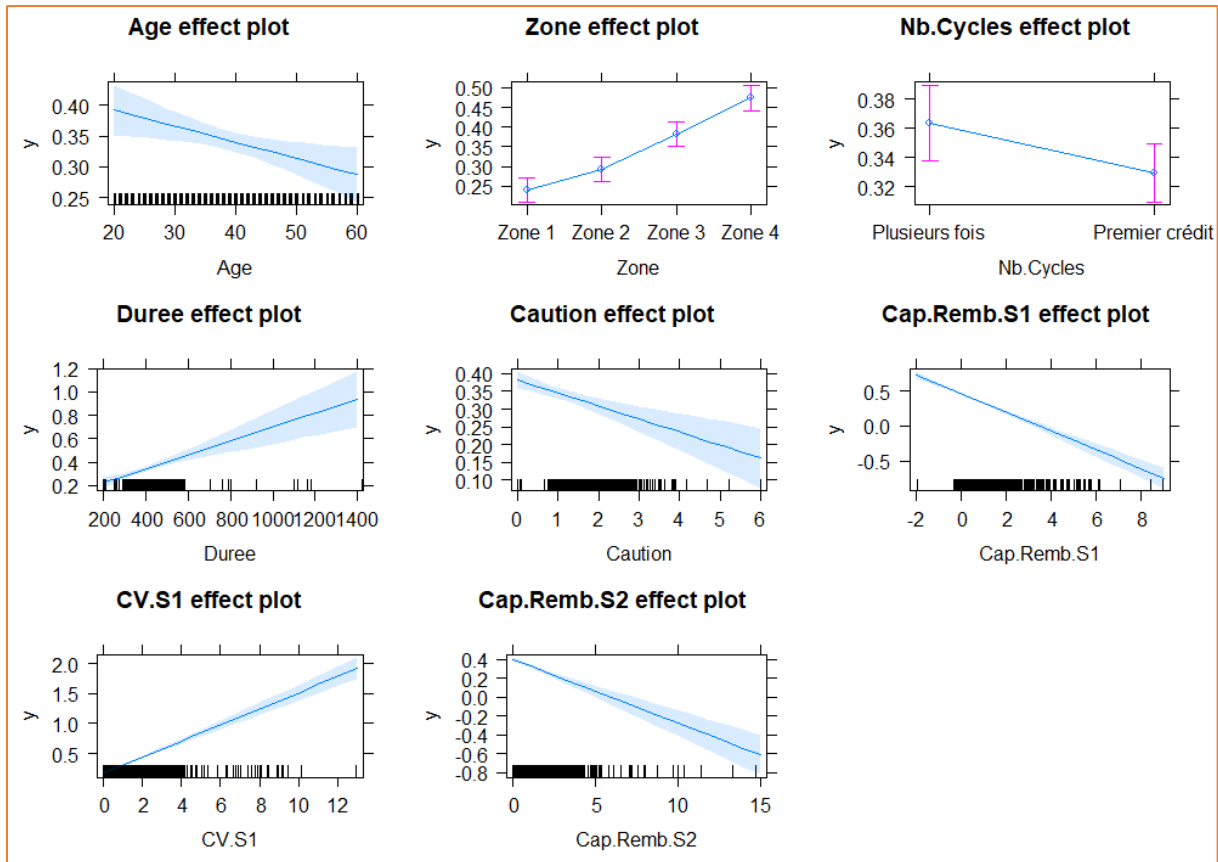 Age effect plot
y
0.40
0.35
0.30
0.25
20 30 40 50 60
Age
Zone effect plot
y
0.50
0.45
0.40
0.35
0.30
0.25
Zone 1 Zone 2 Zone 3 Zone 4
Zone
Nb.Cycles effect plot
y
0.38
0.36
0.34
0.32
Plusieurs fois Premier crédit
Nb.Cycles
Duree effect plot
y
1.2
1.0
0.8
0.6
0.4
0.2
200 400 600 800 1000 1200 1400
Duree
Caution effect plot
y
0.40
0.35
0.30
0.25
0.20
0.15
0.10
0 1 2 3 4 5 6
Caution
Cap.Remb.S1 effect plot
y
0.5
0.0
-0.5
-2 0 2 4 6 8
Cap.Remb.S1
CV.S1 effect plot
y
2.0
1.5
1.0
0.5
0 2 4 6 8 10 12
CV.S1
Cap.Remb.S2 effect plot
y
0.4
0.2
0.0
-0.2
-0.4
-0.6
-0.8
0 5 10 15
Cap.Remb.S2